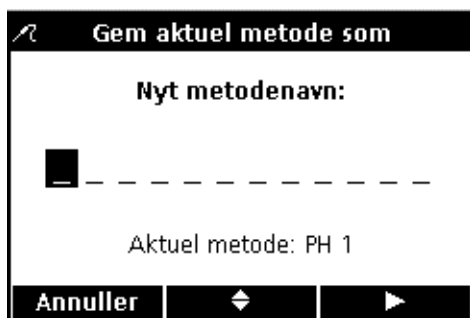 Gem aktuel metode som
Nyt metodenavn:
_ _ _ _ _ _ _ _ _ _ _ _
Aktuel metode: PH 1
Annuller